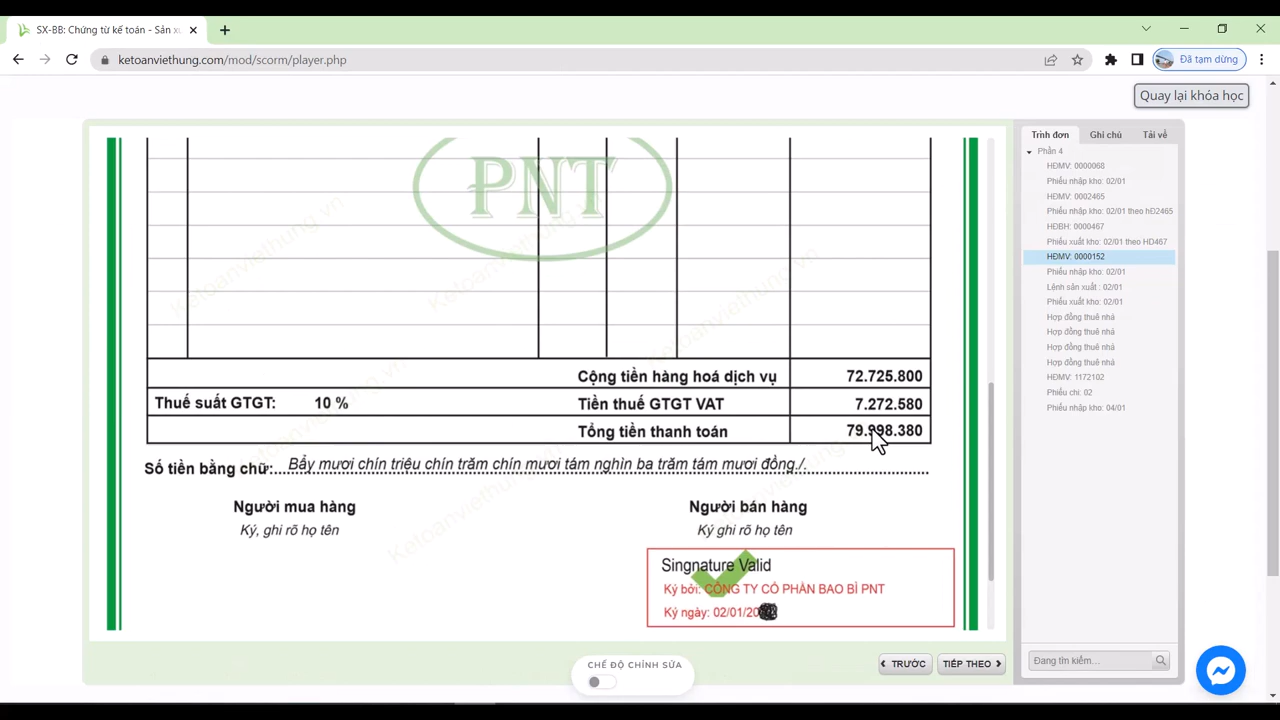 SX-BB: Chứng từ kế toán - Sản xu
ketoanviethung.com/mod/scorm/player.php
Đã tạm dừng
Quay lại khóa học
PNT
Ketoanviethung.vn
Cộng tiền hàng hoá dịch vụ 72.725.800
Thuế suất GTGT: 10 % Tiền thuế GTGT VAT 7.272.580
Tổng tiền thanh toán 79.998.380
Số tiền bằng chữ: Bẩy mươi chín triệu chín trăm chín mươi tám nghìn ba trăm tám mươi đồng./.
Người mua hàng Người bán hàng
Ký, ghi rõ họ tên Ký ghi rõ họ tên
Singnature Valid
Ký bởi: CÔNG TY CỔ PHẦN BAO BÌ PNT
Ký ngày: 02/01/20
TRƯỚC TIẾP THEO
CHẾ ĐỘ CHỈNH SỬA
Trình đơn Ghi chú Tải về
Phần 4
HĐMV: 0000068
Phiếu nhập kho: 02/01
HĐMV: 0002465
Phiếu nhập kho: 02/01 theo hĐ2465
HĐBH: 0000467
Phiếu xuất kho: 02/01 theo HD467
HĐMV: 0000152
Phiếu nhập kho: 02/01
Lệnh sản xuất : 02/01
Phiếu xuất kho: 02/01
Hợp đồng thuê nhà
Hợp đồng thuê nhà
Hợp đồng thuê nhà
Hợp đồng thuê nhà
HĐMV: 1172102
Phiếu chi: 02
Phiếu nhập kho: 04/01
Đang tìm kiếm...